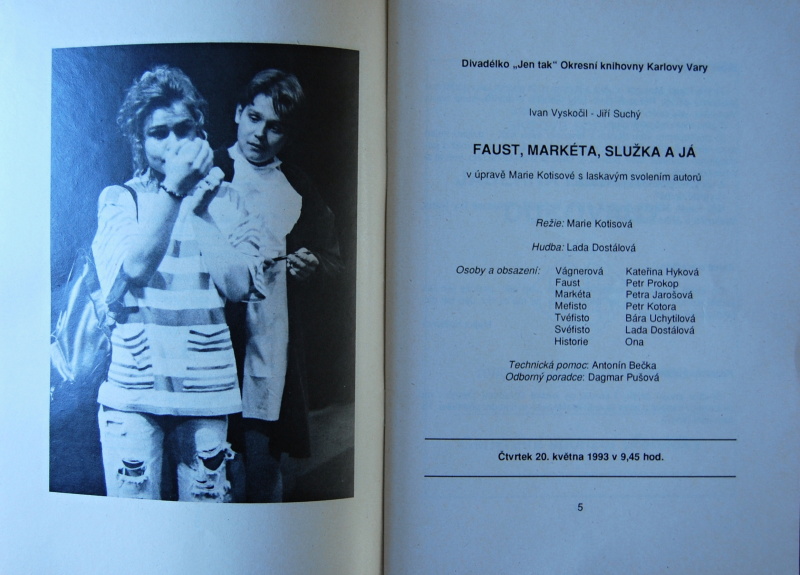 Divadélko „Jen tak" Okresní knihovny Karlovy Vary
Ivan Vyskočil - Jiří Suchý
FAUST, MARKÉTA, SLUŽKA A JÁ
v úpravě Marie Kotisové s laskavým svolením autorů
Režie: Marie Kotisová
Hudba: Lada Dostálová
Osoby a obsazení: Vágnerová Kateřina Hyková
Faust Petr Prokop
Markéta Petra Jarošová
Mefisto Petr Kotora
Tvéfisto Bára Uchytilová
Svéfisto Lada Dostálová
Historie Ona
Technická pomoc: Antonín Bečka
Odborný poradce: Dagmar Pušová
Čtvrtek 20. května 1993 v 9,45 hod.
5